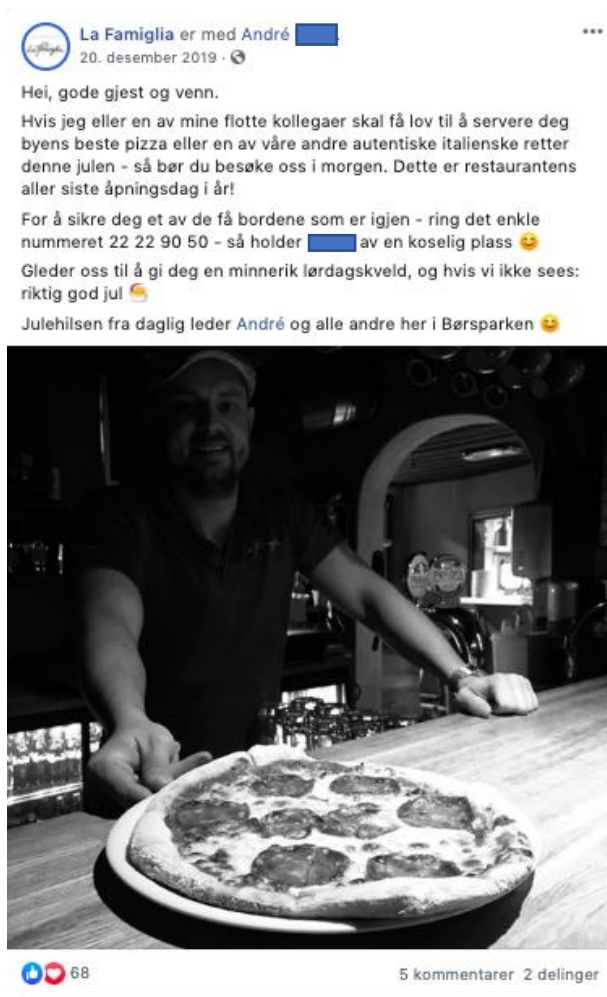 La Famiglia er med André
20. desember 2019 ·
Hei, gode gjest og venn.
Hvis jeg eller en av mine flotte kollegaer skal få lov til å servere deg
byens beste pizza eller en av våre andre autentiske italienske retter
denne julen - så bør du besøke oss i morgen. Dette er restaurantens
aller siste åpningsdag i år!
For å sikre deg et av de få bordene som er igjen - ring det enkle
nummeret 22 22 90 50 - så holder av en koselig plass 😊
Gleder oss til å gi deg en minnerik lørdagskveld, og hvis vi ikke sees:
riktig god jul 🎅
Julehilsen fra daglig leder André og alle andre her i Børsparken 😊
68
5 kommentarer 2 delinger